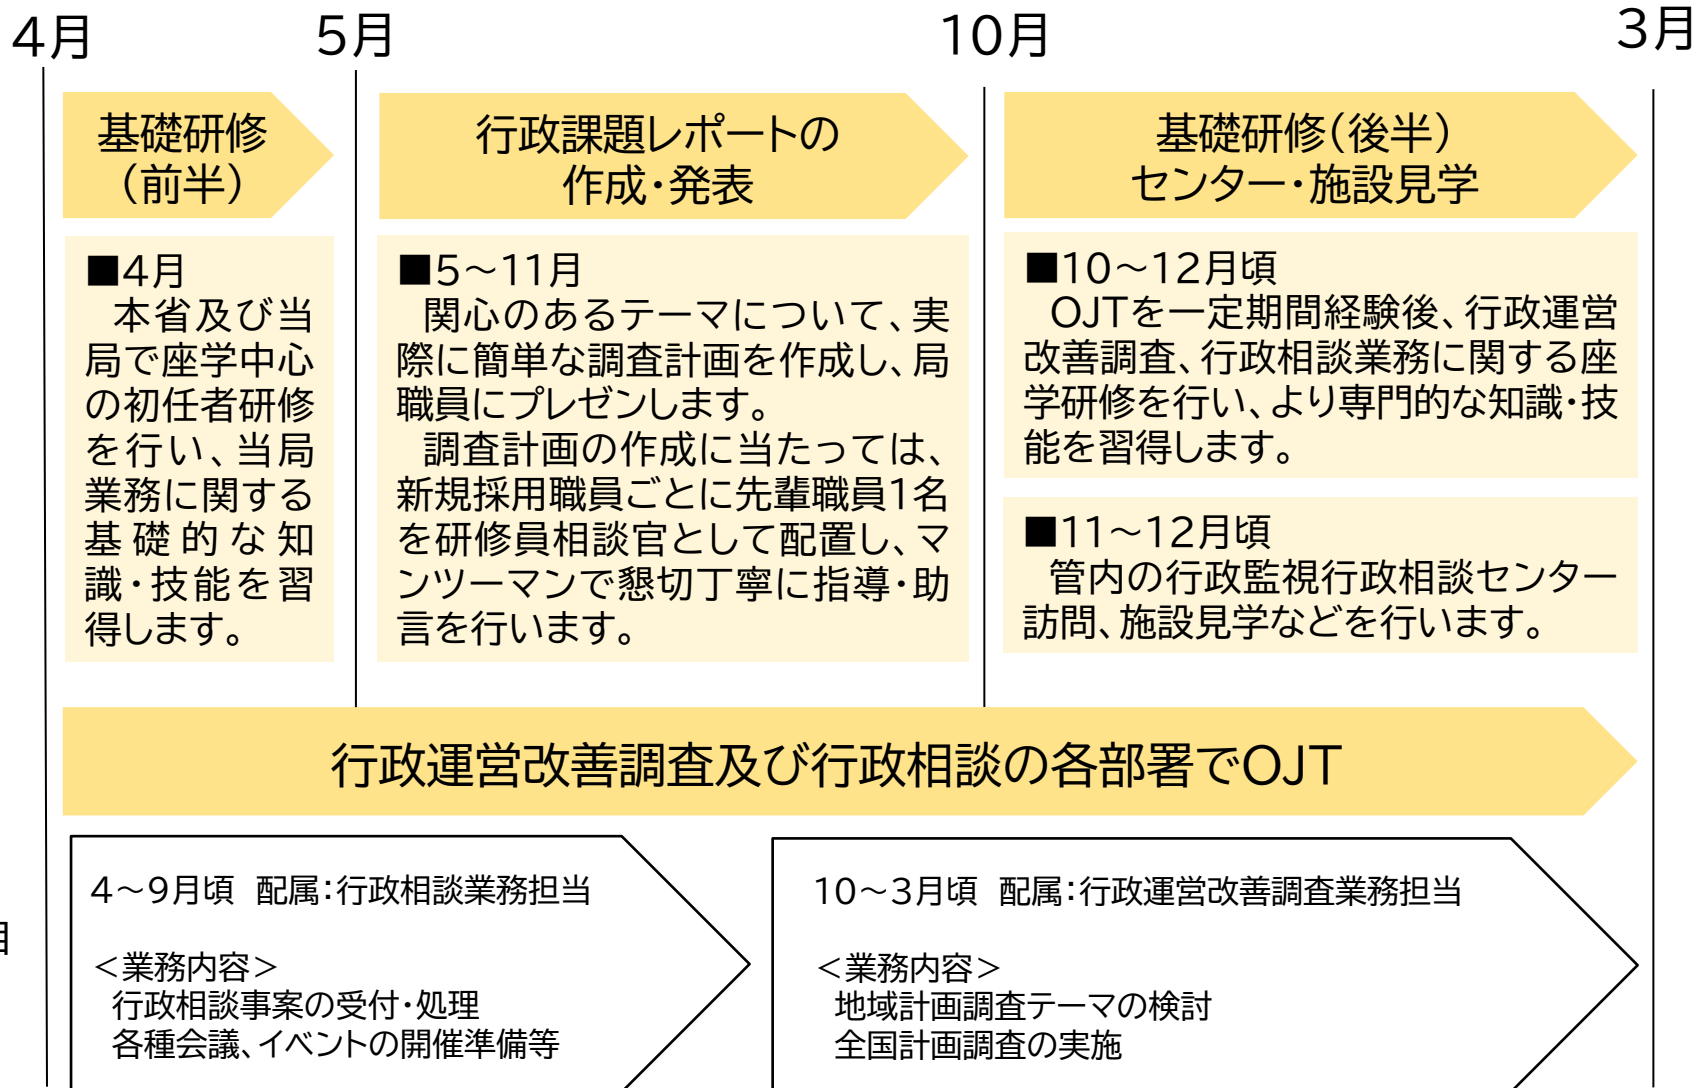 4月
5月
10月
3月
基礎研修
(前半)
行政課題レポートの
作成・発表
基礎研修(後半)
センター・施設見学
■4月
本省及び当
局で座学中心
の初任者研修
を行い、当局
業務に関する
基礎的な知
識・技能を習
得します。
■5～11月
関心のあるテーマについて、実
際に簡単な調査計画を作成し、局
職員にプレゼンします。
調査計画の作成に当たっては、
新規採用職員ごとに先輩職員1名
を研修員相談官として配置し、マ
ンツーマンで懇切丁寧に指導・助
言を行います。
■10～12月頃
OJTを一定期間経験後、行政運営
改善調査、行政相談業務に関する座
学研修を行い、より専門的な知識・技
能を習得します。
■11～12月頃
管内の行政監視行政相談センター
訪問、施設見学などを行います。
行政運営改善調査及び行政相談の各部署でOJT
4～9月頃 配属：行政相談業務担当
＜業務内容＞
行政相談事案の受付・処理
各種会議、イベントの開催準備等
10～3月頃 配属：行政運営改善調査業務担当
＜業務内容＞
地域計画調査テーマの検討
全国計画調査の実施